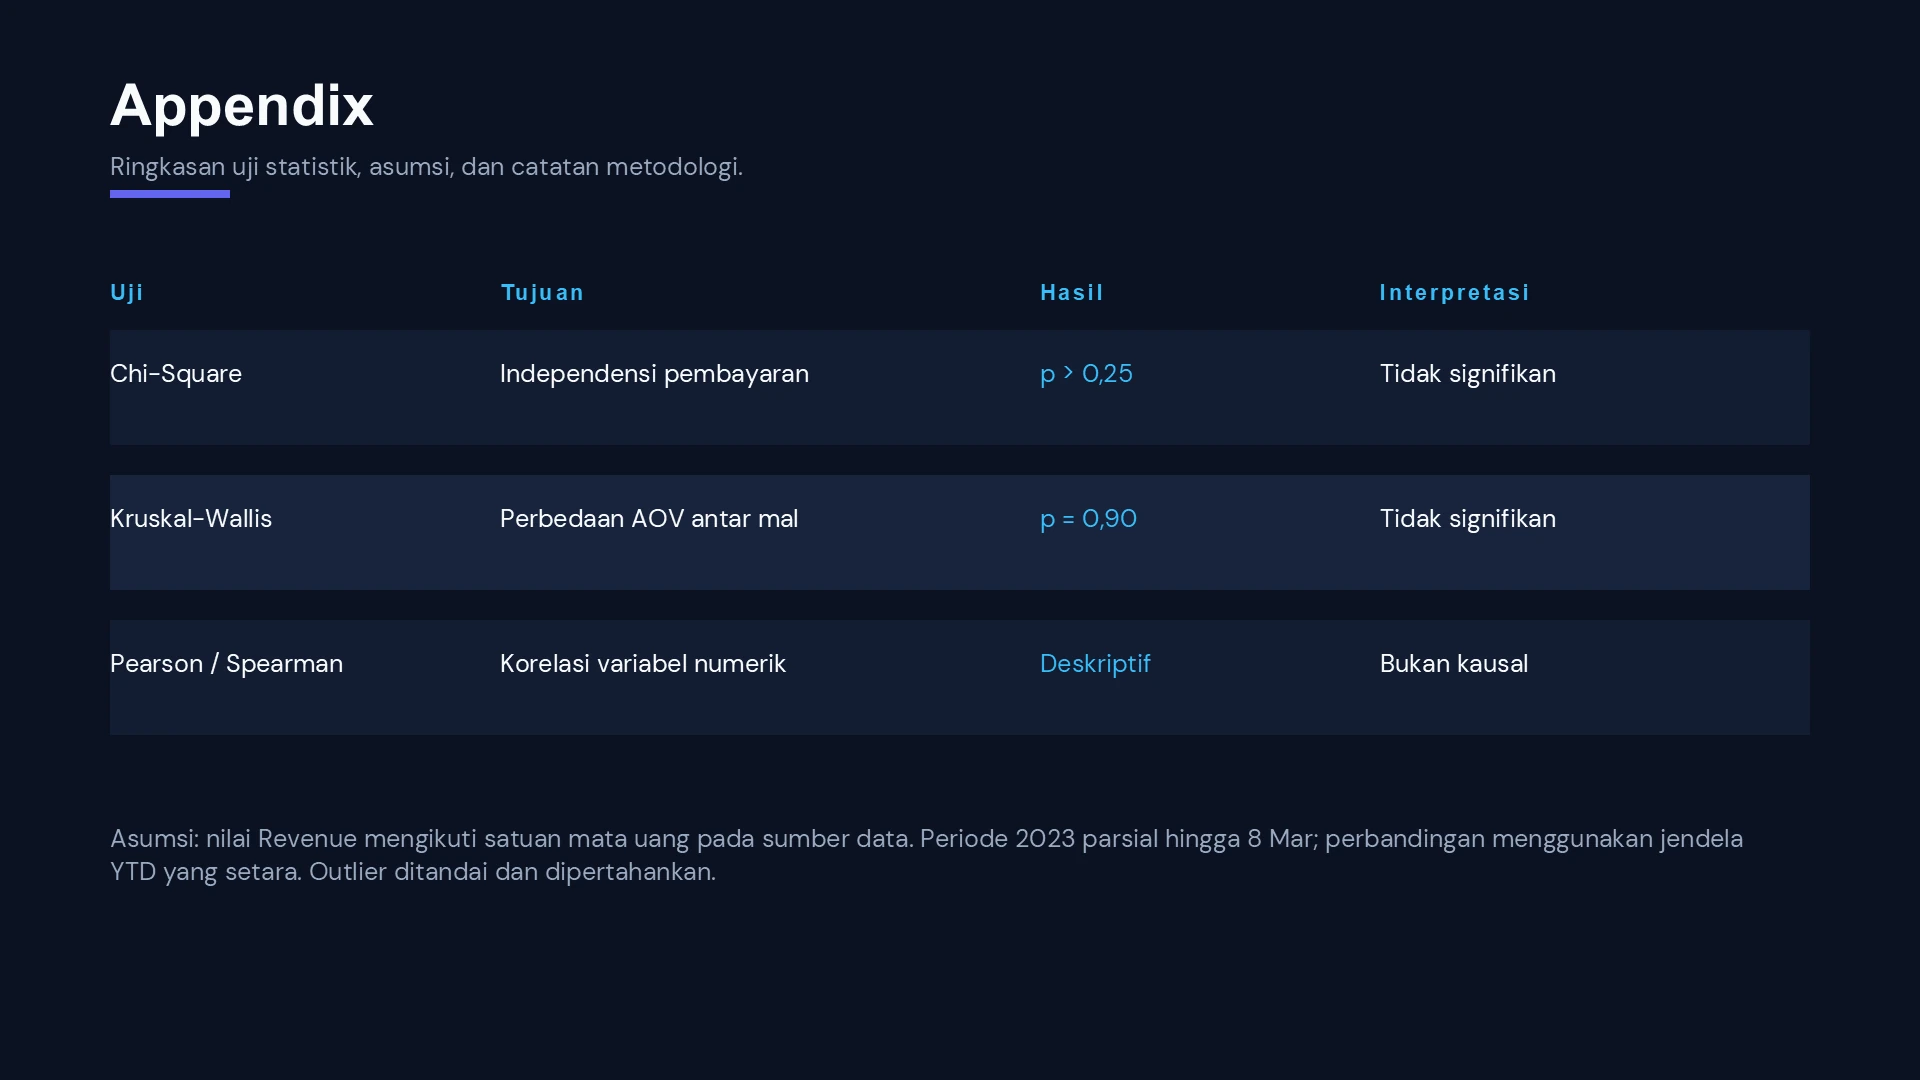 Appendix
Ringkasan uji statistik, asumsi, dan catatan metodologi.
Uji Tujuan Hasil Interpretasi
Chi-Square Independensi pembayaran p > 0,25 Tidak signifikan
Kruskal-Wallis Perbedaan AOV antar mal p = 0,90 Tidak signifikan
Pearson / Spearman Korelasi variabel numerik Deskriptif Bukan kausal
Asumsi: nilai Revenue mengikuti satuan mata uang pada sumber data. Periode 2023 parsial hingga 8 Mar; perbandingan menggunakan jendela
YTD yang setara. Outlier ditandai dan dipertahankan.